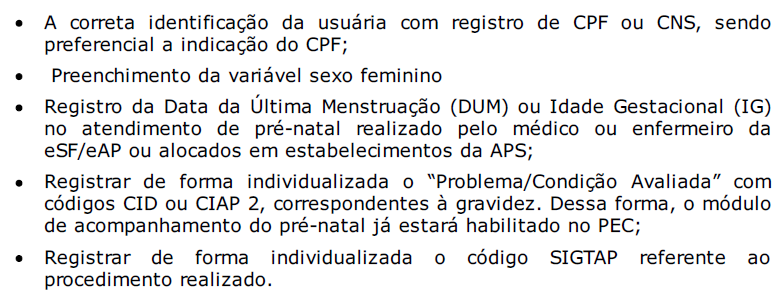 • A correta identificação da usuária com registro de CPF ou CNS, sendo
preferencial a indicação do CPF;
• Preenchimento da variável sexo feminino
• Registro da Data da Última Menstruação (DUM) ou Idade Gestacional (IG)
no atendimento de pré-natal realizado pelo médico ou enfermeiro da
eSF/eAP ou alocados em estabelecimentos da APS;
• Registrar de forma individualizada o “Problema/Condição Avaliada” com
códigos CID ou CIAP 2, correspondentes à gravidez. Dessa forma, o módulo
de acompanhamento do pré-natal já estará habilitado no PEC;
• Registrar de forma individualizada o código SIGTAP referente ao
procedimento realizado.